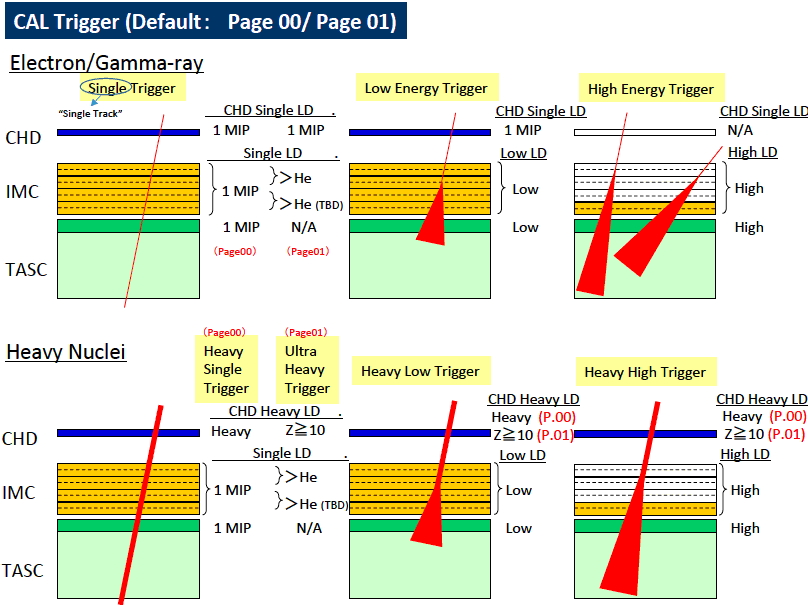 CAL Trigger (Default： Page 00/ Page 01)
Electron/Gamma-ray
Single Trigger
Low Energy Trigger
High Energy Trigger
"Single Track"
CHD Single LD .
CHD Single LD
CHD Single LD
CHD
1 MIP 1 MIP
1 MIP
N/A
Single LD .
Low LD
High LD
IMC
1 MIP
＞He
＞He (TBD)
Low
High
1 MIP N/A
Low
High
(Page00) (Page01)
TASC
Heavy Nuclei
(Page00) (Page01)
Heavy Single Trigger
Ultra Heavy Trigger
Heavy Low Trigger
Heavy High Trigger
CHD Heavy LD .
CHD Heavy LD
CHD Heavy LD
CHD
Heavy Z≧10
Heavy (P.00)
Z≧10 (P.01)
Heavy (P.00)
Z≧10 (P.01)
Single LD .
Low LD
High LD
IMC
1 MIP
＞He
＞He (TBD)
Low
High
1 MIP N/A
Low
High
TASC